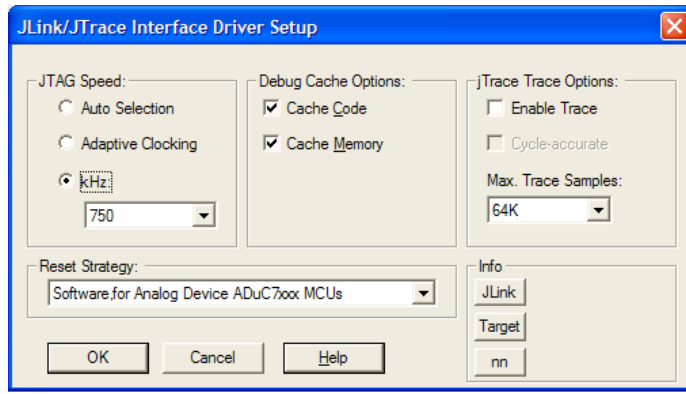 JLink/JTrace Interface Driver Setup
JTAG Speed:
Auto Selection
Adaptive Clocking
kHz:
750
Debug Cache Options:
Cache Code
Cache Memory
jTrace Trace Options:
Enable Trace
Cycle-accurate
Max. Trace Samples:
64K
Reset Strategy:
Software,for Analog Device ADuC7xxx MCUs
Info
JLink
Target
nn
OK
Cancel
Help